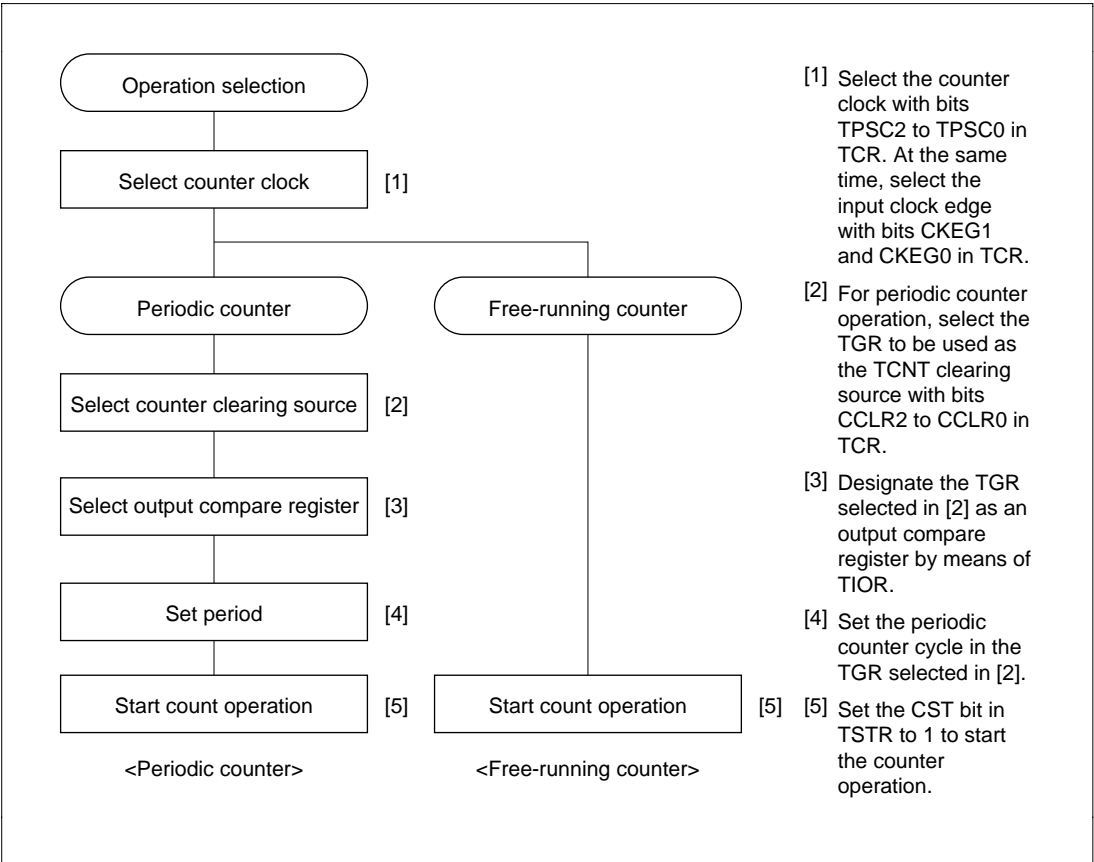 Operation selection
Select counter clock [1]
Periodic counter
Free-running counter
Select counter clearing source [2]
Select output compare register [3]
Set period [4]
Start count operation [5]
Start count operation [5]
<Periodic counter>
<Free-running counter>
[1] Select the counter
clock with bits
TPSC2 to TPSC0 in
TCR. At the same
time, select the
input clock edge
with bits CKEG1
and CKEG0 in TCR.
[2] For periodic counter
operation, select the
TGR to be used as
the TCNT clearing
source with bits
CCLR2 to CCLR0 in
TCR.
[3] Designate the TGR
selected in [2] as an
output compare
register by means of
TIOR.
[4] Set the periodic
counter cycle in the
TGR selected in [2].
[5] Set the CST bit in
TSTR to 1 to start
the counter
operation.